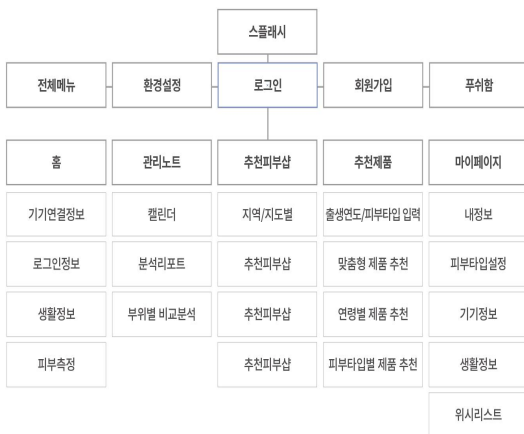 스플래시
전체메뉴 환경설정 로그인 회원가입 푸쉬함
홈 관리노트 추천피부샵 추천제품 마이페이지
기기연결정보 캘린더 지역/지도별 출생연도/피부타입 입력 내정보
로그인정보 분석리포트 추천피부샵 맞춤형 제품 추천 피부타입설정
생활정보 부위별 비교분석 추천피부샵 연령별 제품 추천 기기정보
피부측정 추천피부샵 피부타입별 제품 추천 생활정보
위시리스트